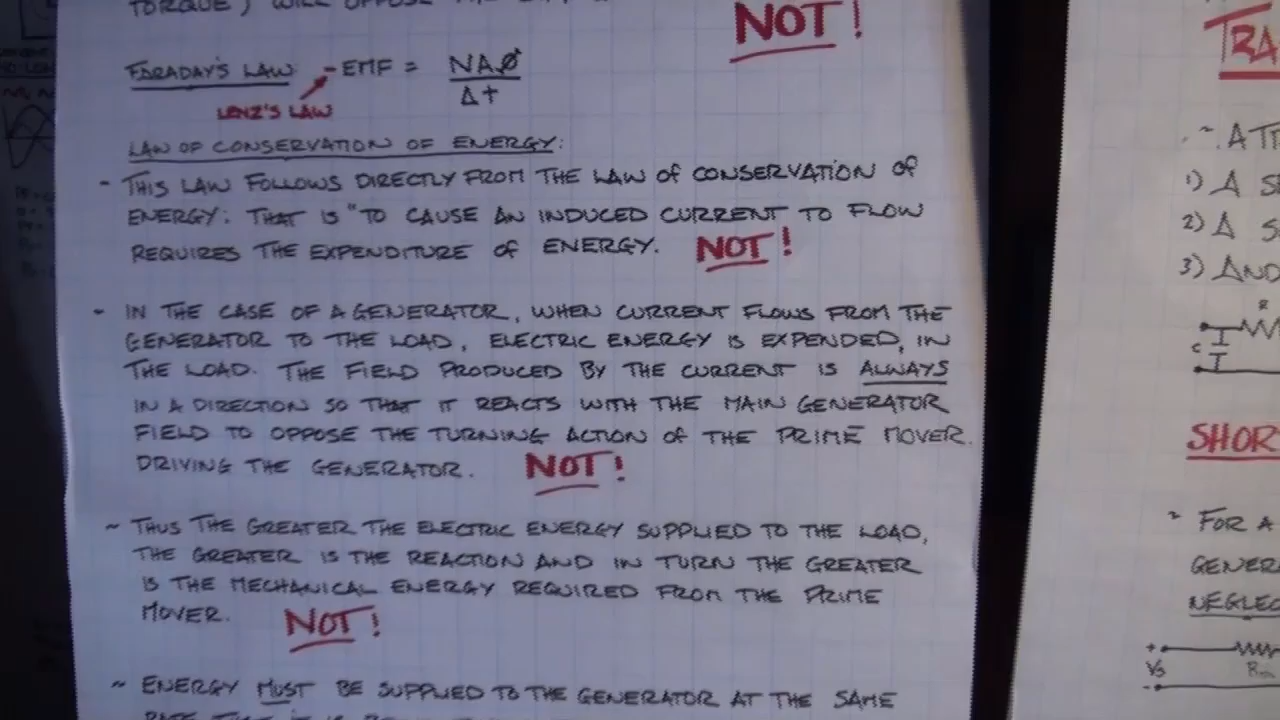 TORQUE) WILL OPPOSE THE
NOT!
FARADAY'S LAW - EMF = NAØ
Δt
LENZ'S LAW
LAW OF CONSERVATION OF ENERGY:
- THIS LAW FOLLOWS DIRECTLY FROM THE LAW OF CONSERVATION OF
ENERGY: THAT IS "TO CAUSE AN INDUCED CURRENT TO FLOW
REQUIRES THE EXPENDITURE OF ENERGY. NOT!
- IN THE CASE OF A GENERATOR, WHEN CURRENT FLOWS FROM THE
GENERATOR TO THE LOAD, ELECTRIC ENERGY IS EXPENDED, IN
THE LOAD. THE FIELD PRODUCED BY THE CURRENT IS ALWAYS
IN A DIRECTION SO THAT IT REACTS WITH THE MAIN GENERATOR
FIELD TO OPPOSE THE TURNING ACTION OF THE PRIME MOVER.
DRIVING THE GENERATOR. NOT!
~ THUS THE GREATER THE ELECTRIC ENERGY SUPPLIED TO THE LOAD,
THE GREATER IS THE REACTION AND IN TURN THE GREATER
IS THE MECHANICAL ENERGY REQUIRED FROM THE PRIME
MOVER. NOT!
~ ENERGY MUST BE SUPPLIED TO THE GENERATOR AT THE SAME
TRA
~ A T
1) A S
2) A S
3) AND
R
C
SHOR
~ FOR A
GENER
NEGLEC
+
Vs
-